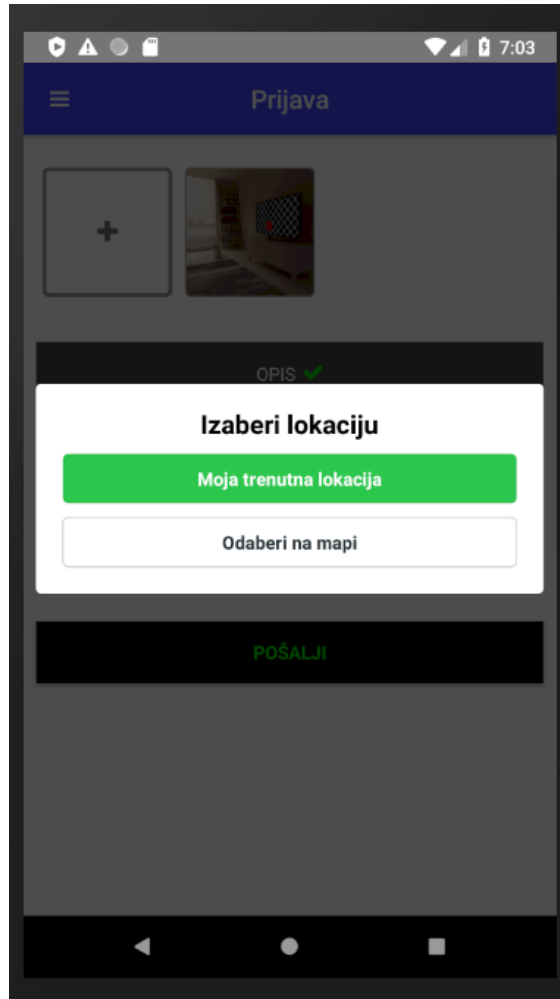 7:03
Prijava
OPIS
Izaberi lokaciju
Moja trenutna lokacija
Odaberi na mapi
POŠALJI